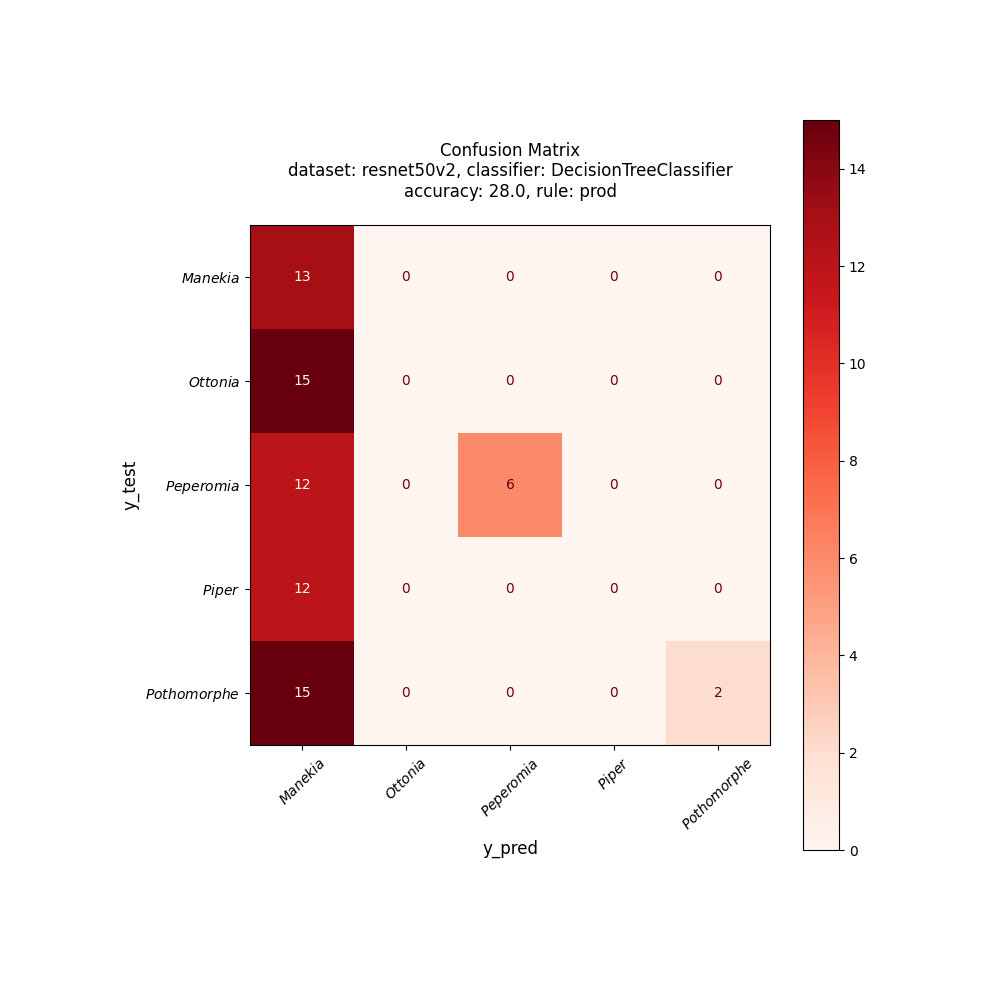 Confusion Matrix
dataset: resnet50v2, classifier: DecisionTreeClassifier
accuracy: 28.0, rule: prod
Manekia 13 0 0 0 0
Ottonia 15 0 0 0 0
Peperomia 12 0 6 0 0
Piper 12 0 0 0 0
Pothomorphe 15 0 0 0 2
y_test
Manekia Ottonia Peperomia Piper Pothomorphe
y_pred
14
12
10
8
6
4
2
0